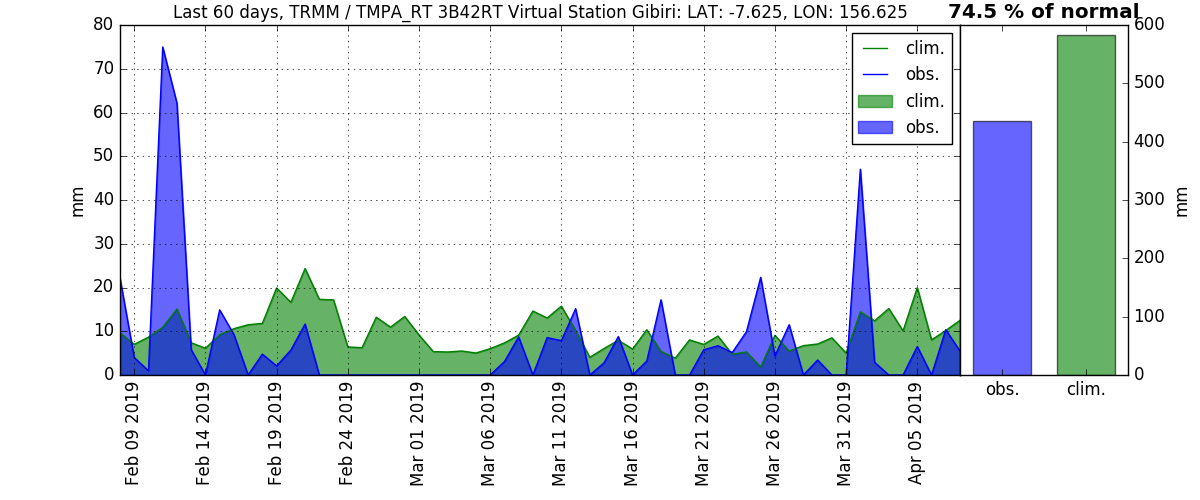 Last 60 days, TRMM / TMPA_RT 3B42RT Virtual Station Gibiri: LAT: -7.625, LON: 156.625
74.5 % of normal
80
70
60
50
40
30
20
10
0
mm
clim.
obs.
clim.
obs.
600
500
400
300
200
100
0
mm
obs.
clim.
Feb 09 2019
Feb 14 2019
Feb 19 2019
Feb 24 2019
Mar 01 2019
Mar 06 2019
Mar 11 2019
Mar 16 2019
Mar 21 2019
Mar 26 2019
Mar 31 2019
Apr 05 2019